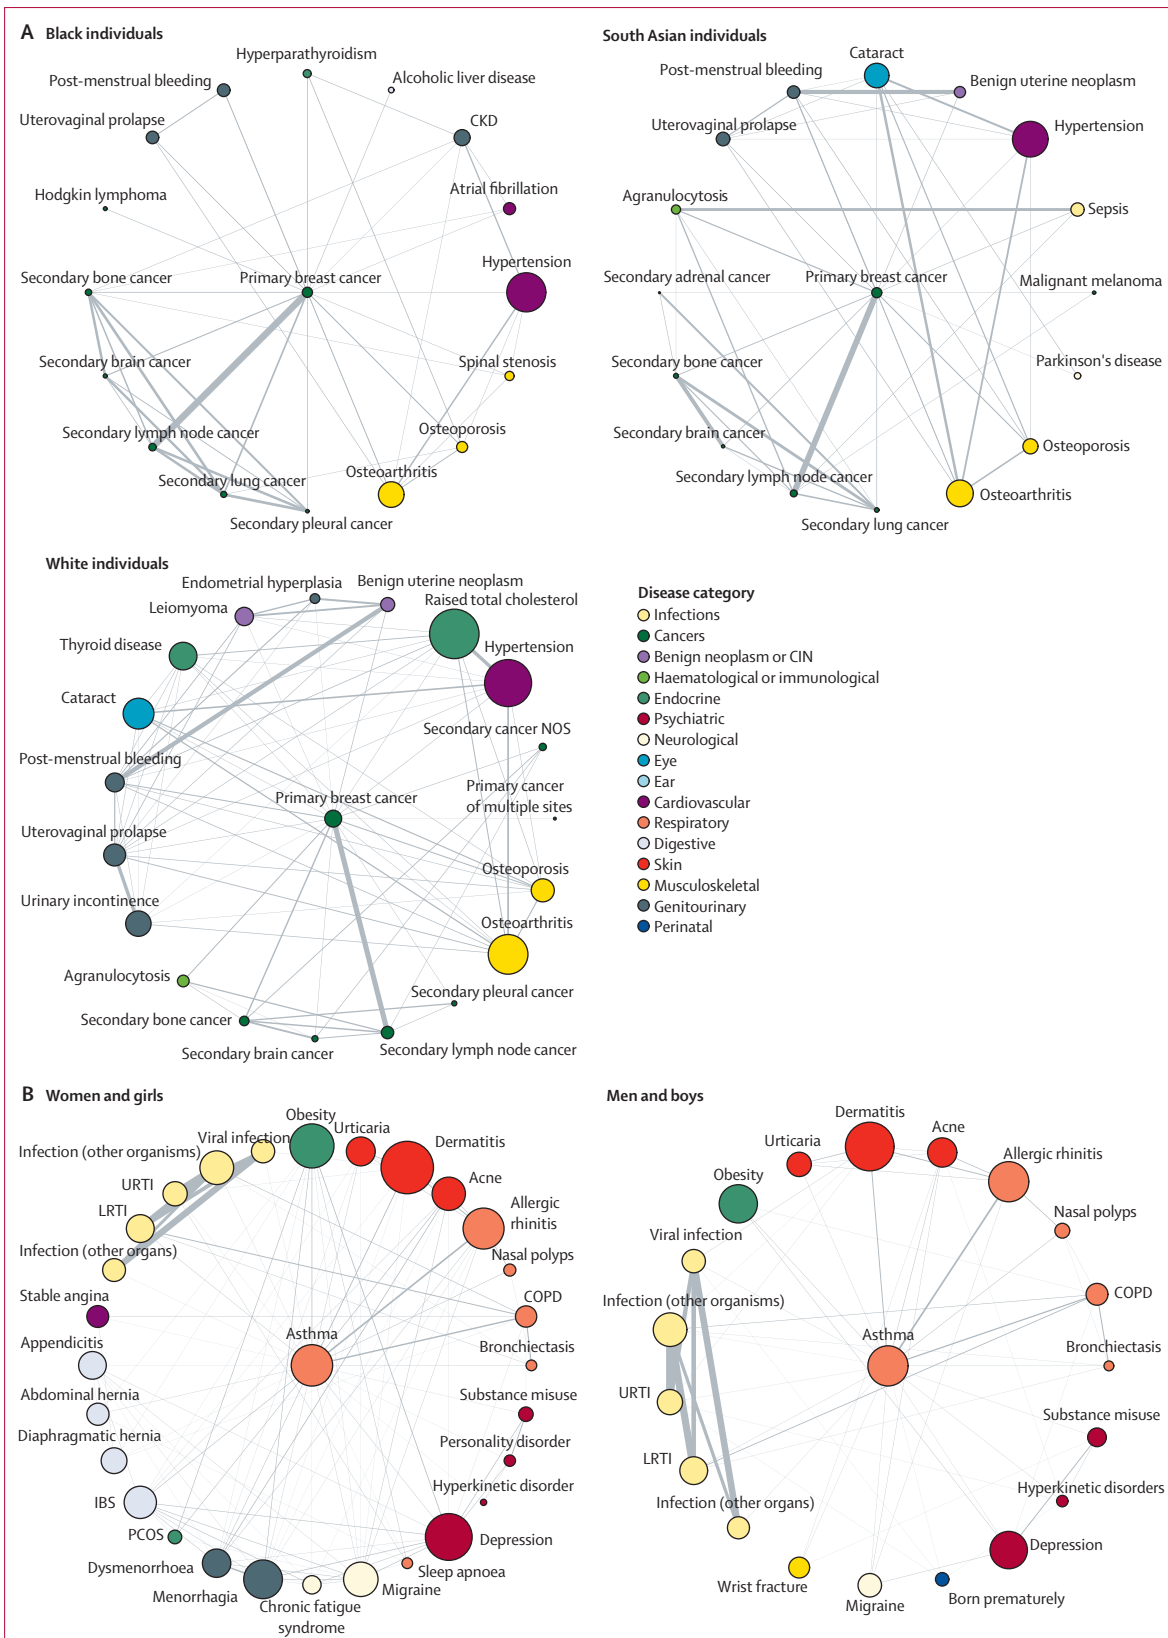 A Black individuals
Hyperparathyroidism
Post-menstrual bleeding
Alcoholic liver disease
Uterovaginal prolapse
CKD
Hodgkin lymphoma
Atrial fibrillation
Secondary bone cancer
Primary breast cancer
Hypertension
Secondary brain cancer
Spinal stenosis
Secondary lymph node cancer
Osteoporosis
Secondary lung cancer
Osteoarthritis
Secondary pleural cancer
South Asian individuals
Cataract
Post-menstrual bleeding
Benign uterine neoplasm
Uterovaginal prolapse
Hypertension
Agranulocytosis
Sepsis
Secondary adrenal cancer
Primary breast cancer
Malignant melanoma
Secondary bone cancer
Parkinson's disease
Secondary brain cancer
Osteoporosis
Secondary lymph node cancer
Osteoarthritis
Secondary lung cancer
White individuals
Endometrial hyperplasia
Benign uterine neoplasm
Leiomyoma
Raised total cholesterol
Thyroid disease
Hypertension
Cataract
Secondary cancer NOS
Post-menstrual bleeding
Primary cancer
of multiple sites
Primary breast cancer
Uterovaginal prolapse
Osteoporosis
Urinary incontinence
Osteoarthritis
Agranulocytosis
Secondary pleural cancer
Secondary bone cancer
Secondary brain cancer
Secondary lymph node cancer
Disease category
Infections
Cancers
Benign neoplasm or CIN
Haematological or immunological
Endocrine
Psychiatric
Neurological
Eye
Ear
Cardiovascular
Respiratory
Digestive
Skin
Musculoskeletal
Genitourinary
Perinatal
B Women and girls
Obesity
Urticaria
Viral infection
Dermatitis
Infection (other organisms)
Acne
URTI
Allergic
rhinitis
LRTI
Infection (other organs)
Nasal polyps
Stable angina
COPD
Asthma
Appendicitis
Bronchiectasis
Abdominal hernia
Substance misuse
Diaphragmatic hernia
Personality disorder
Hyperkinetic disorder
IBS
PCOS
Depression
Dysmenorrhoea
Sleep apnoea
Menorrhagia
Migraine
Chronic fatigue
syndrome
Men and boys
Dermatitis
Urticaria
Acne
Allergic rhinitis
Obesity
Nasal polyps
Viral infection
COPD
Infection (other organisms)
Asthma
Bronchiectasis
URTI
Substance misuse
LRTI
Hyperkinetic disorders
Infection (other organs)
Depression
Wrist fracture
Born prematurely
Migraine